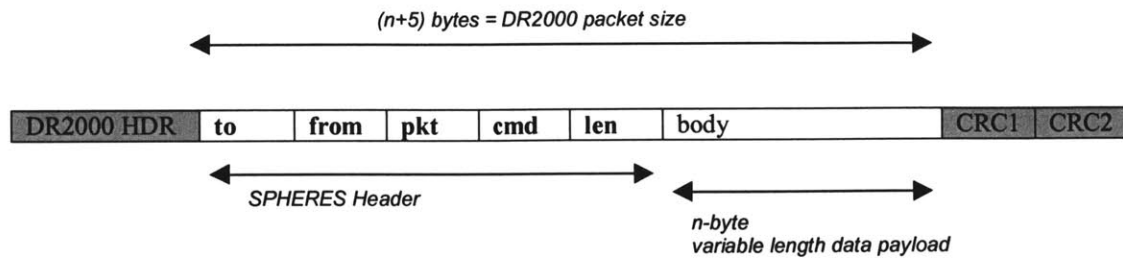 (n+5) bytes = DR2000 packet size
DR2000 HDR to from pkt cmd len body CRC1 CRC2
SPHERES Header
n-byte
variable length data payload